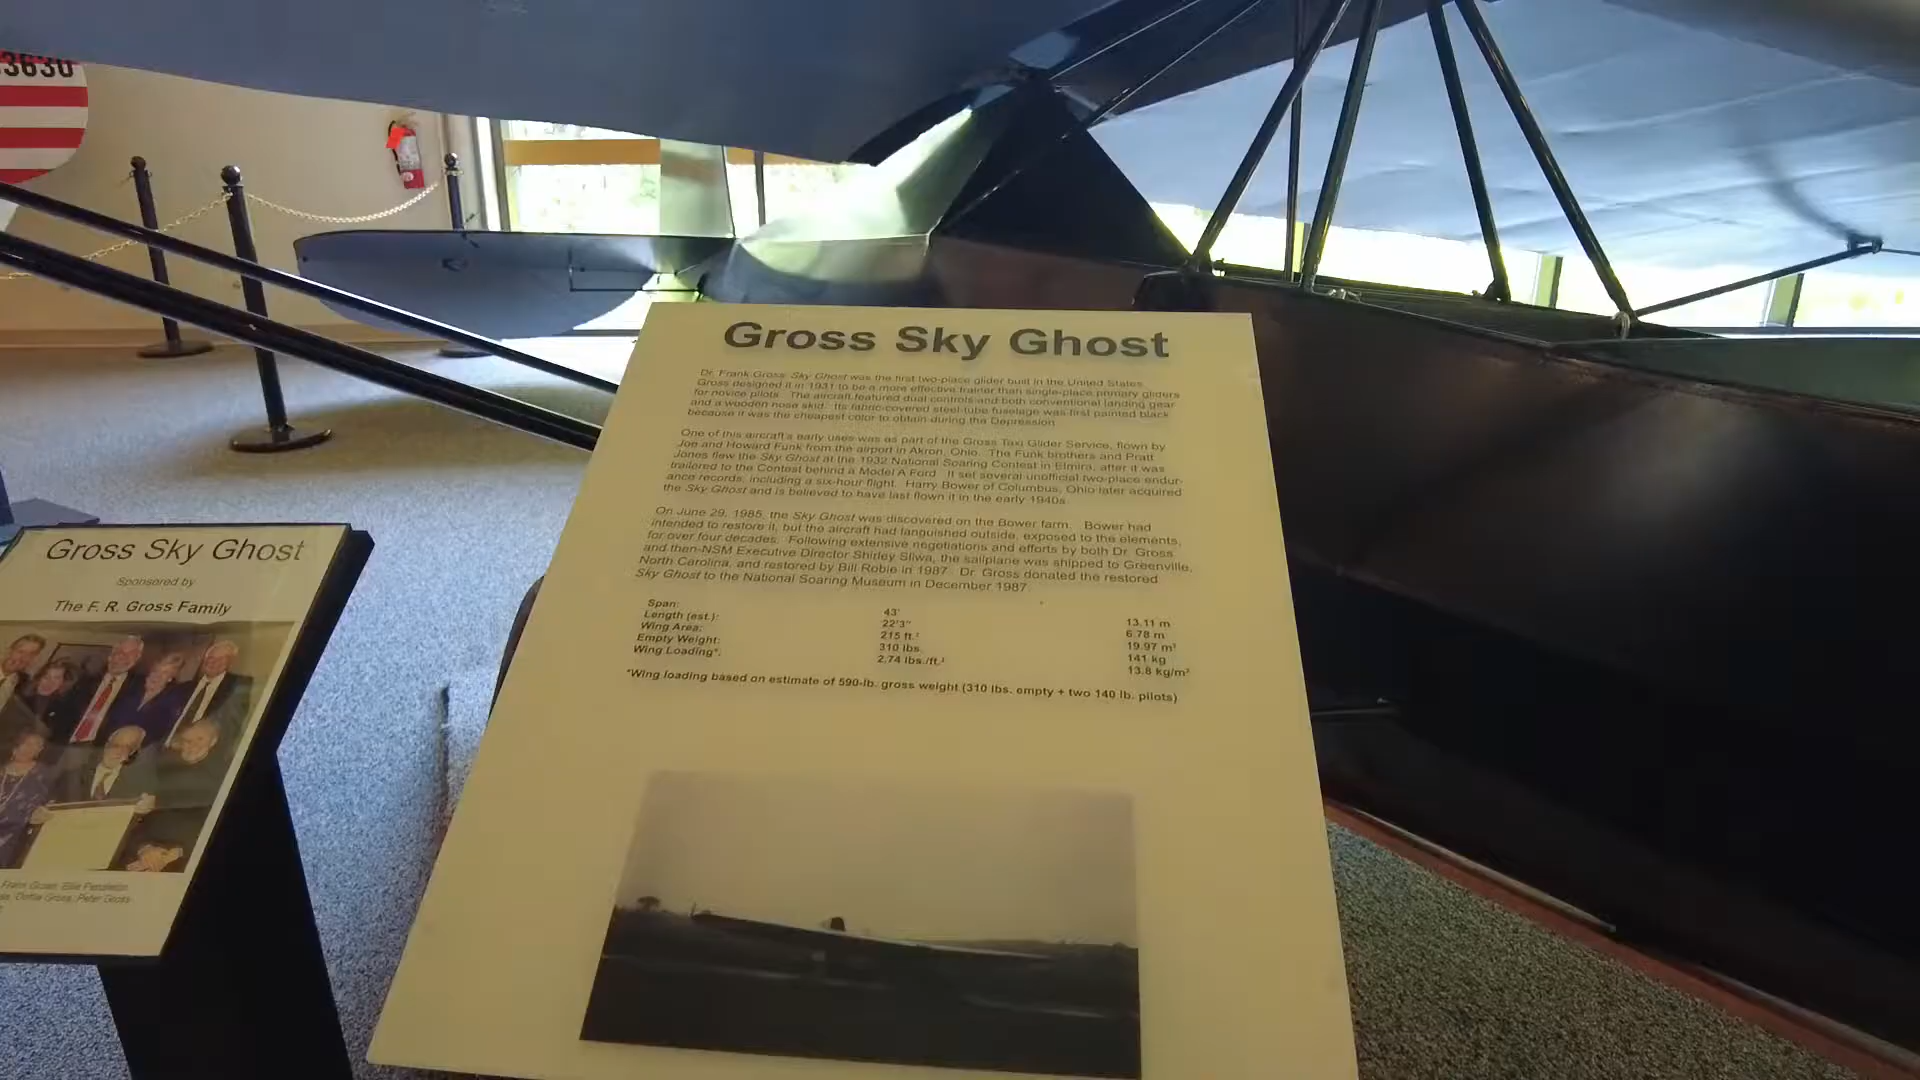 3630
Gross Sky Ghost
Dr. Frank Gross' Sky Ghost was the first two-place glider built in the United States.
Gross designed it in 1931 to be a more effective trainer than single-place primary gliders
for novice pilots. The aircraft featured dual controls and both conventional landing gear
and a wooden nose skid. Its fabric-covered steel-tube fuselage was first painted black
because it was the cheapest color to obtain during the Depression.
One of this aircraft's early uses was as part of the Gross Taxi Glider Service, flown by
Joe and Howard Funk from the airport in Akron, Ohio. The Funk brothers and Pratt
Jones flew the Sky Ghost at the 1932 National Soaring Contest in Elmira, after it was
trailered to the Contest behind a Model A Ford. It set several unofficial two-place endur-
ance records, including a six-hour flight. Harry Bower of Columbus, Ohio later acquired
the Sky Ghost and is believed to have last flown it in the early 1940s.
On June 29, 1985, the Sky Ghost was discovered on the Bower farm. Bower had
intended to restore it, but the aircraft had languished outside, exposed to the elements,
for over four decades. Following extensive negotiations and efforts by both Dr. Gross
and then-NSM Executive Director Shirley Sliwa, the sailplane was shipped to Greenville,
North Carolina, and restored by Bill Robie in 1987. Dr. Gross donated the restored
Sky Ghost to the National Soaring Museum in December 1987.
Span: 43' 13.11 m
Length (est.): 22'3" 6.78 m
Wing Area: 215 ft.² 19.97 m²
Empty Weight: 310 lbs. 141 kg
Wing Loading*: 2.74 lbs./ft.² 13.8 kg/m²
*Wing loading based on estimate of 590-lb. gross weight (310 lbs. empty + two 140 lb. pilots)
Gross Sky Ghost
Sponsored by
The F. R. Gross Family
Frank Gross, Ellie Pendleton
Dottie Gross, Peter Gross